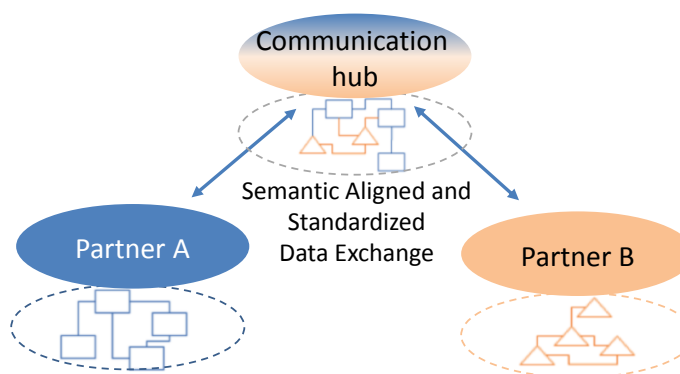 Communication
hub
Semantic Aligned and
Standardized
Data Exchange
Partner A
Partner B